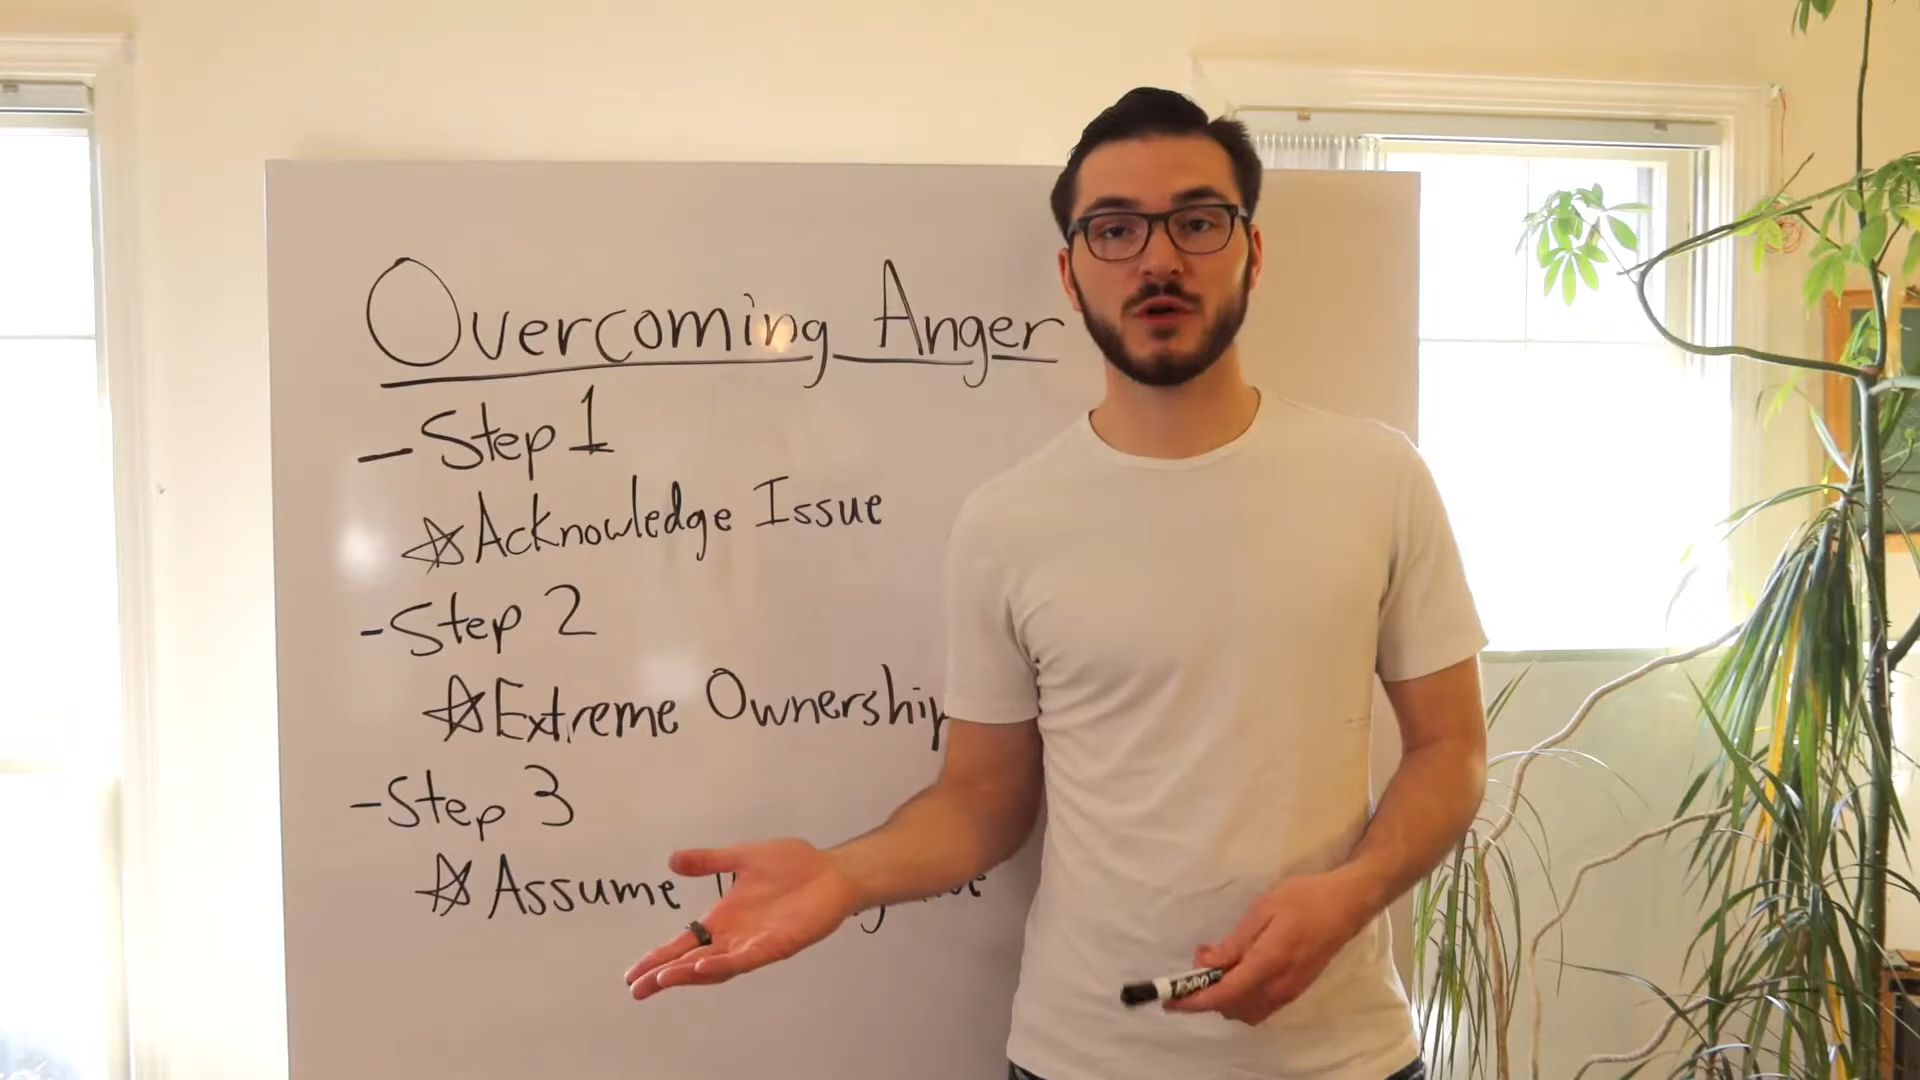 Overcoming Anger
- Step 1
☆ Acknowledge Issue
- Step 2
☆ Extreme Ownership
- Step 3
☆ Assume